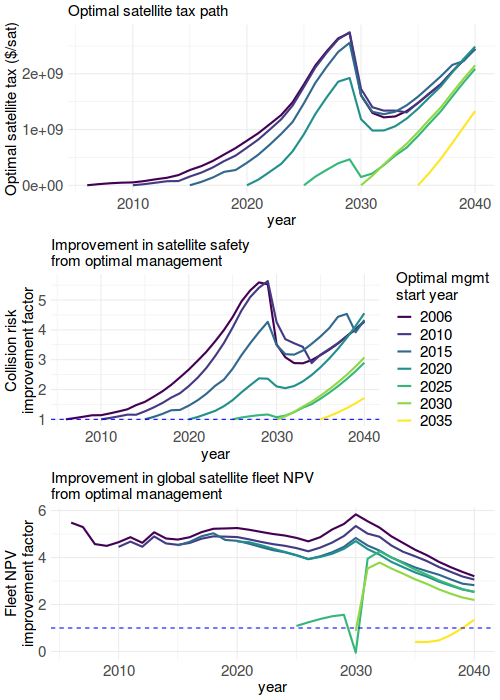 Optimal satellite tax path
Optimal satellite tax ($/sat)
2e+09
1e+09
0e+00
2010 2020 2030 2040
year
Improvement in satellite safety
from optimal management
Collision risk
improvement factor
5
4
3
2
1
2010 2020 2030 2040
year
Optimal mgmt
start year
2006
2010
2015
2020
2025
2030
2035
Improvement in global satellite fleet NPV
from optimal management
Fleet NPV
improvement factor
6
4
2
0
2010 2020 2030 2040
year